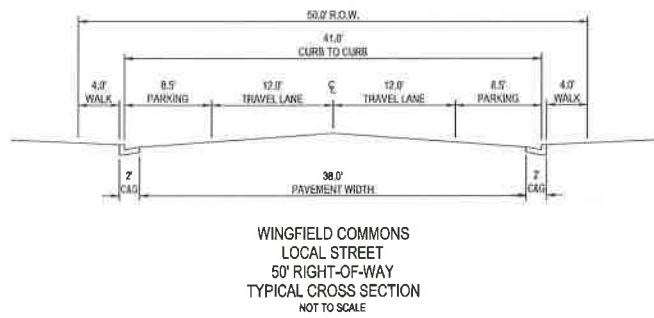 50.0' R.O.W.
41.0'
CURB TO CURB
4.0'
WALK
8.5'
PARKING
12.0'
TRAVEL LANE
℄
12.0'
TRAVEL LANE
8.5'
PARKING
4.0'
WALK
2'
C&G
38.0'
PAVEMENT WIDTH
2'
C&G
WINGFIELD COMMONS
LOCAL STREET
50' RIGHT-OF-WAY
TYPICAL CROSS SECTION
NOT TO SCALE